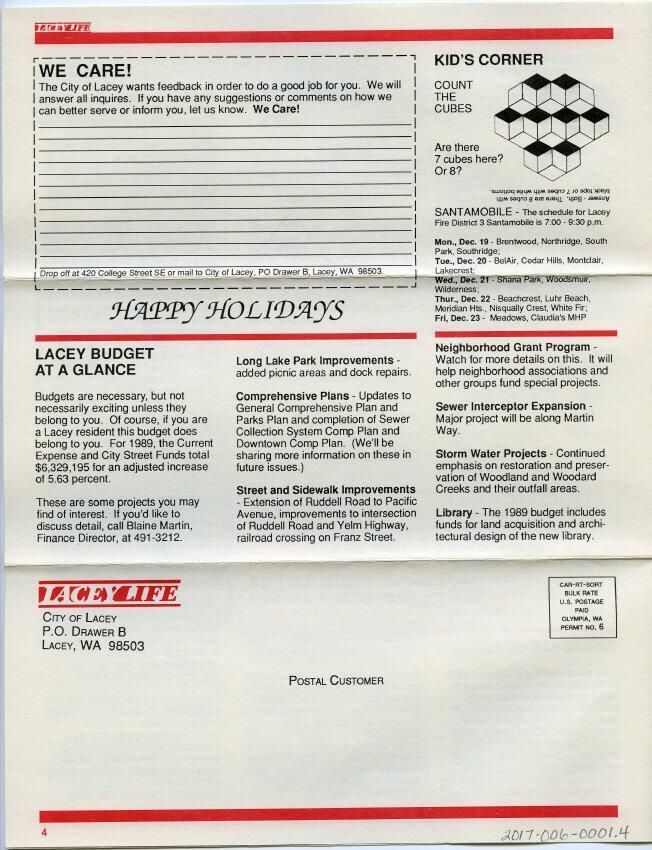 LACEY LIFE
WE CARE!
The City of Lacey wants feedback in order to do a good job for you. We will
answer all inquires. If you have any suggestions or comments on how we
can better serve or inform you, let us know. We Care!
Drop off at 420 College Street SE or mail to City of Lacey, PO Drawer B, Lacey, WA 98503.
HAPPY HOLIDAYS
KID'S CORNER
COUNT
THE
CUBES
Are there
7 cubes here?
Or 8?
Answer - Both. There are 8 cubes with
black tops or 7 cubes with white bottoms.
SANTAMOBILE - The schedule for Lacey
Fire District 3 Santamobile is 7:00 - 9:30 p.m.
Mon., Dec. 19 - Brentwood, Northridge, South
Park, Southridge;
Tue., Dec. 20 - BelAir, Cedar Hills, Montclair,
Lakecrest;
Wed., Dec. 21 - Shana Park, Woodsmuir,
Wilderness;
Thur., Dec. 22 - Beachcrest, Luhr Beach,
Meridian Hts., Nisqually Crest, White Fir;
Fri, Dec. 23 - Meadows, Claudia's MHP
LACEY BUDGET
AT A GLANCE
Budgets are necessary, but not
necessarily exciting unless they
belong to you. Of course, if you are
a Lacey resident this budget does
belong to you. For 1989, the Current
Expense and City Street Funds total
$6,329,195 for an adjusted increase
of 5.63 percent.
These are some projects you may
find of interest. If you'd like to
discuss detail, call Blaine Martin,
Finance Director, at 491-3212.
Long Lake Park Improvements -
added picnic areas and dock repairs.
Comprehensive Plans - Updates to
General Comprehensive Plan and
Parks Plan and completion of Sewer
Collection System Comp Plan and
Downtown Comp Plan. (We'll be
sharing more information on these in
future issues.)
Street and Sidewalk Improvements
- Extension of Ruddell Road to Pacific
Avenue, improvements to intersection
of Ruddell Road and Yelm Highway,
railroad crossing on Franz Street.
Neighborhood Grant Program -
Watch for more details on this. It will
help neighborhood associations and
other groups fund special projects.
Sewer Interceptor Expansion -
Major project will be along Martin
Way.
Storm Water Projects - Continued
emphasis on restoration and preser-
vation of Woodland and Woodard
Creeks and their outfall areas.
Library - The 1989 budget includes
funds for land acquisition and archi-
tectural design of the new library.
LACEY LIFE
CITY OF LACEY
P.O. DRAWER B
LACEY, WA 98503
CAR-RT-SORT
BULK RATE
U.S. POSTAGE
PAID
OLYMPIA, WA
PERMIT NO. 6
POSTAL CUSTOMER
4
2017-006-0001.4